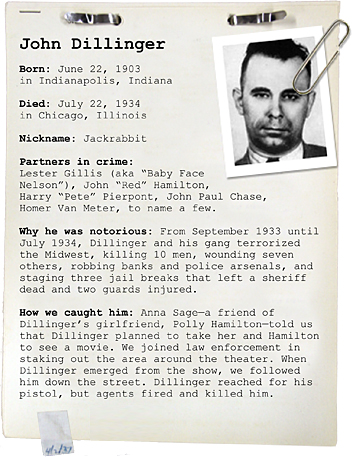 John Dillinger
Born: June 22, 1903
in Indianapolis, Indiana
Died: July 22, 1934
in Chicago, Illinois
Nickname: Jackrabbit
Partners in crime:
Lester Gillis (aka “Baby Face
Nelson”), John “Red” Hamilton,
Harry “Pete” Pierpont, John Paul Chase,
Homer Van Meter, to name a few.
Why he was notorious: From September 1933 until
July 1934, Dillinger and his gang terrorized
the Midwest, killing 10 men, wounding seven
others, robbing banks and police arsenals, and
staging three jail breaks that left a sheriff
dead and two guards injured.
How we caught him: Anna Sage—a friend of
Dillinger’s girlfriend, Polly Hamilton—told us
that Dillinger planned to take her and Hamilton
to see a movie. We joined law enforcement in
staking out the area around the theater. When
Dillinger emerged from the show, we followed
him down the street. Dillinger reached for his
pistol, but agents fired and killed him.